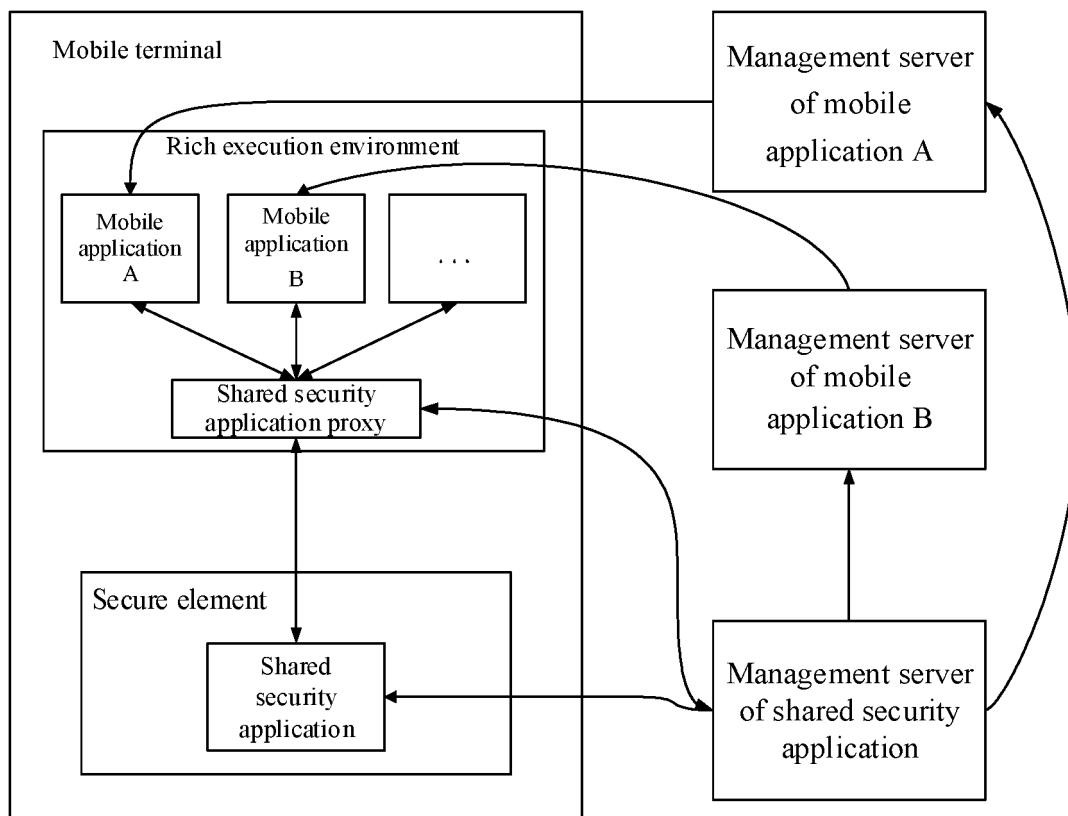 Mobile terminal
Rich execution environment
Mobile
application
A
Mobile
application
B
...
Shared security
application proxy
Secure element
Shared
security
application
Management server
of mobile
application A
Management server
of mobile
application B
Management server
of shared security
application